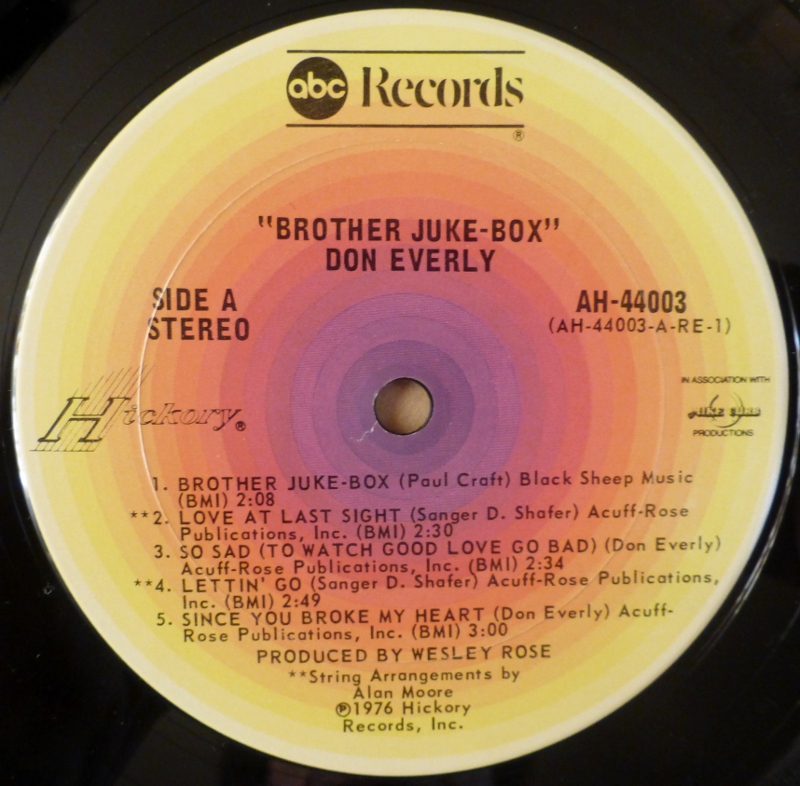 abc Records
®
"BROTHER JUKE-BOX"
DON EVERLY
SIDE A
STEREO
AH-44003
(AH-44003-A-RE-1)
Hickory®
IN ASSOCIATION WITH
MIKE CURB
PRODUCTIONS
1. BROTHER JUKE-BOX (Paul Craft) Black Sheep Music
(BMI) 2:08
**2. LOVE AT LAST SIGHT (Sanger D. Shafer) Acuff-Rose
Publications, Inc. (BMI) 2:30
3. SO SAD (TO WATCH GOOD LOVE GO BAD) (Don Everly)
Acuff-Rose Publications, Inc. (BMI) 2:34
**4. LETTIN' GO (Sanger D. Shafer) Acuff-Rose Publications,
Inc. (BMI) 2:49
5. SINCE YOU BROKE MY HEART (Don Everly) Acuff-
Rose Publications, Inc. (BMI) 3:00
PRODUCED BY WESLEY ROSE
**String Arrangements by
Alan Moore
℗1976 Hickory
Records, Inc.